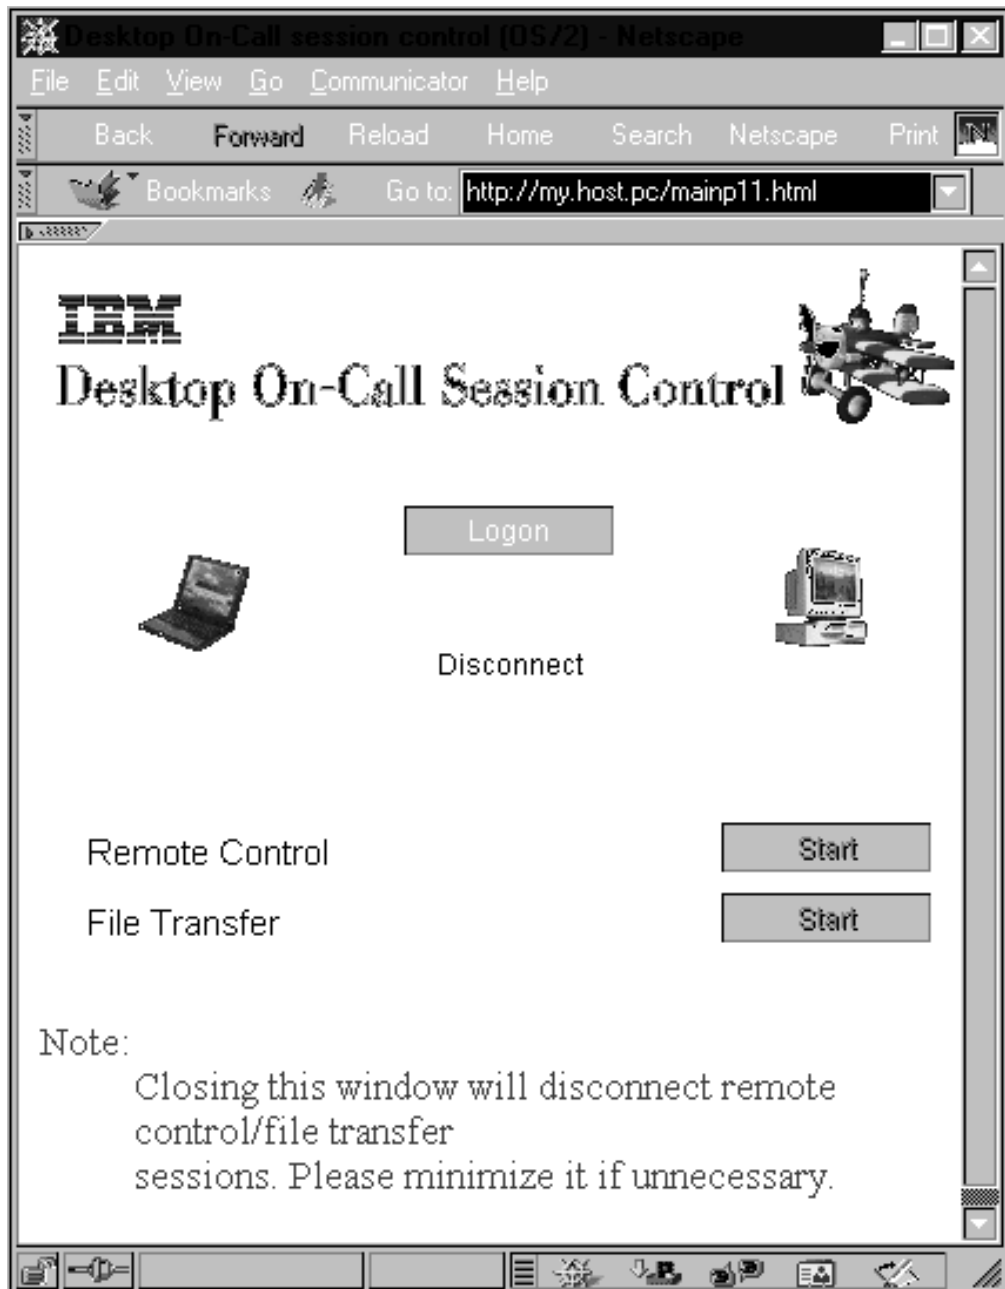 Desktop On-Call session control (OS/2) - Netscape
File Edit View Go Communicator Help
Back Forward Reload Home Search Netscape Print N
Bookmarks Go to: http://my.host.pc/mainp11.html
IBM
Desktop On-Call Session Control
Logon
Disconnect
Remote Control Start
File Transfer Start
Note:
Closing this window will disconnect remote
control/file transfer
sessions. Please minimize it if unnecessary.